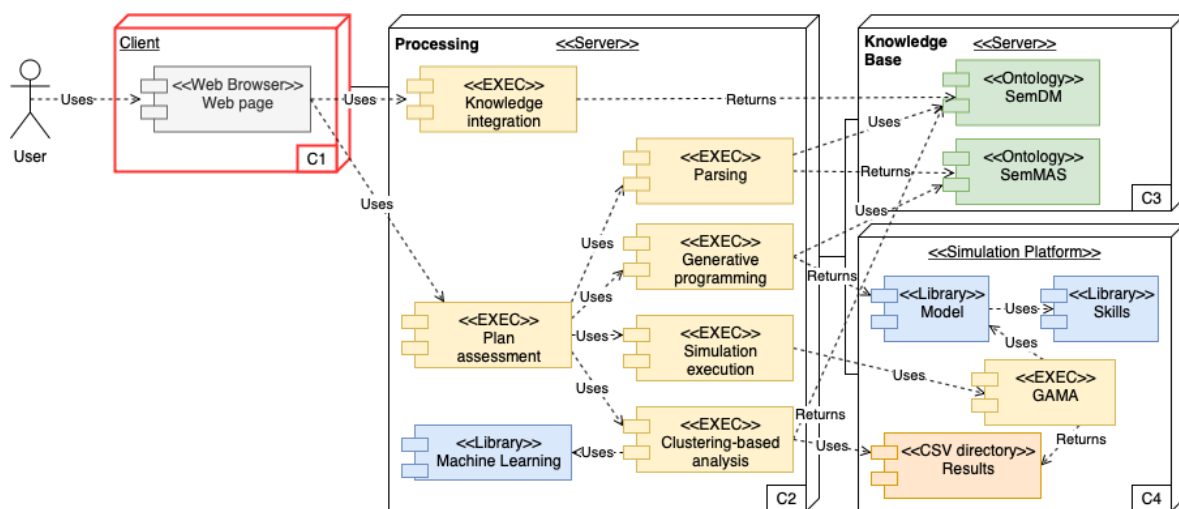 Client
<<Web Browser>>
Web page
C1
User
Uses
Uses
Uses
Processing
<<Server>>
<<EXEC>>
Knowledge
integration
Returns
<<EXEC>>
Parsing
Uses
Returns
Uses
<<EXEC>>
Generative
programming
Uses
Uses
Returns
<<EXEC>>
Plan
assessment
Uses
<<EXEC>>
Simulation
execution
Uses
Uses
<<EXEC>>
Clustering-based
analysis
Returns
Uses
Uses
<<Library>>
Machine Learning
C2
Knowledge
Base
<<Server>>
<<Ontology>>
SemDM
<<Ontology>>
SemMAS
C3
<<Simulation Platform>>
<<Library>>
Model
Uses
<<Library>>
Skills
Uses
<<EXEC>>
GAMA
Returns
<<CSV directory>>
Results
C4